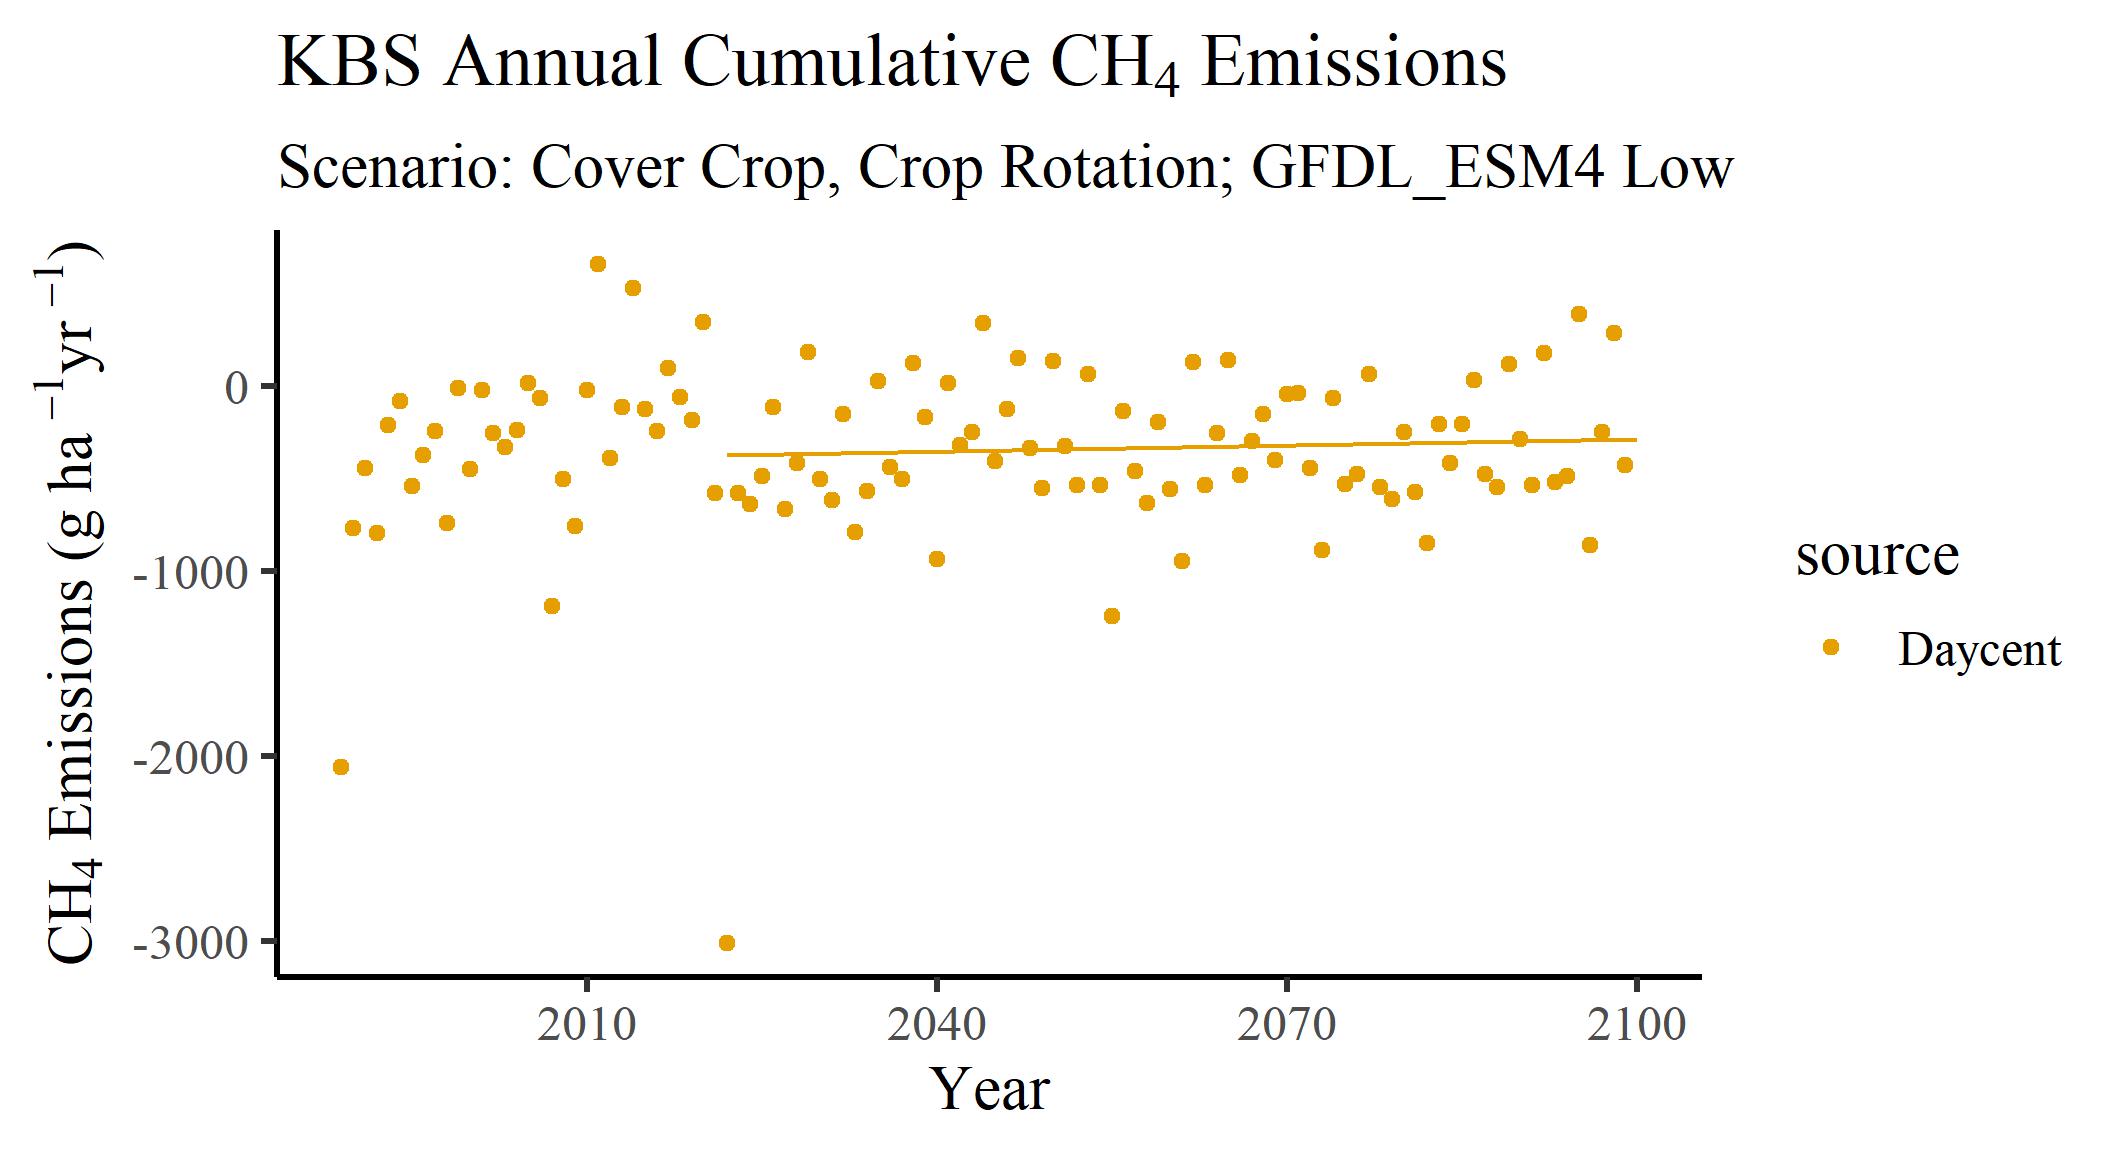 KBS Annual Cumulative CH₄ Emissions
Scenario: Cover Crop, Crop Rotation; GFDL_ESM4 Low
CH₄ Emissions (g ha ⁻¹yr ⁻¹)
0
-1000
-2000
-3000
2010 2040 2070 2100
Year
source
Daycent